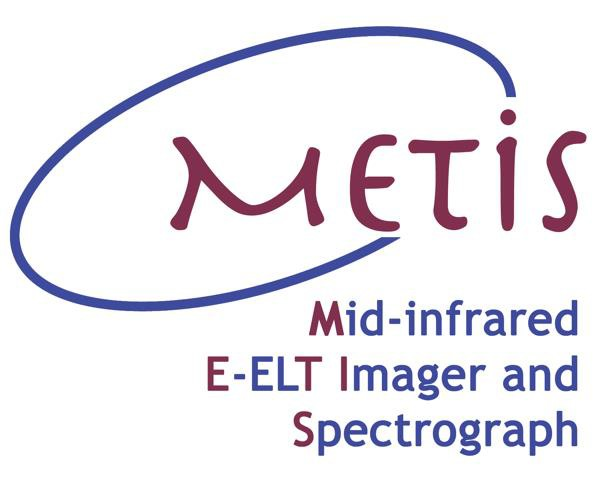 METiS
Mid-infrared
E-ELT Imager and
Spectrograph